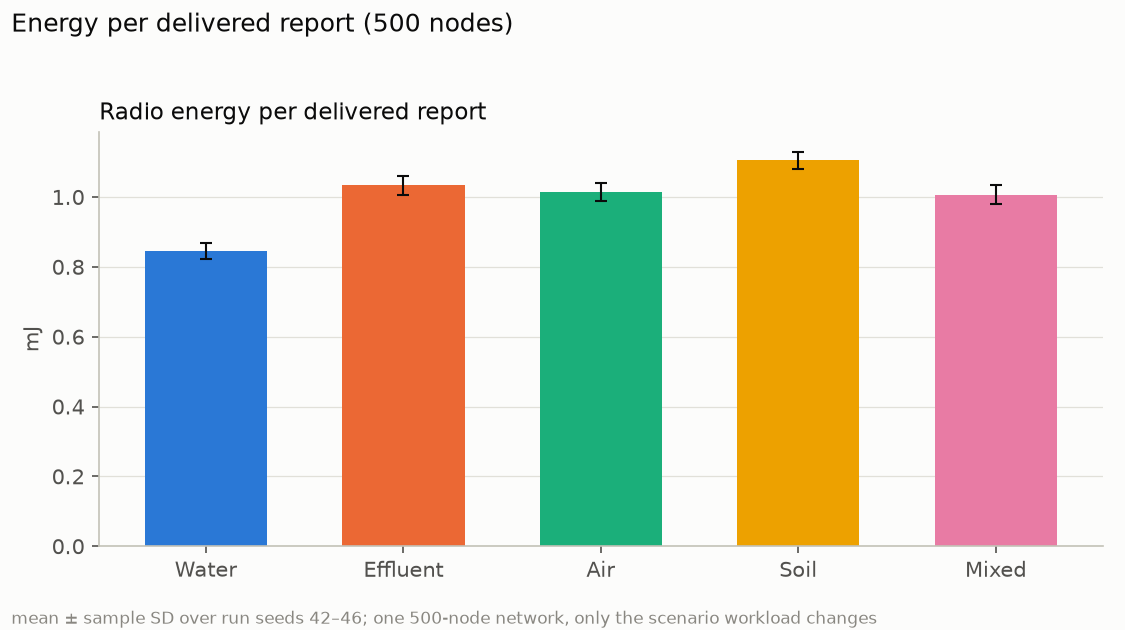 Energy per delivered report (500 nodes)
Radio energy per delivered report
1.0
0.8
0.6
0.4
0.2
0.0
mJ
Water Effluent Air Soil Mixed
mean ± sample SD over run seeds 42–46; one 500-node network, only the scenario workload changes